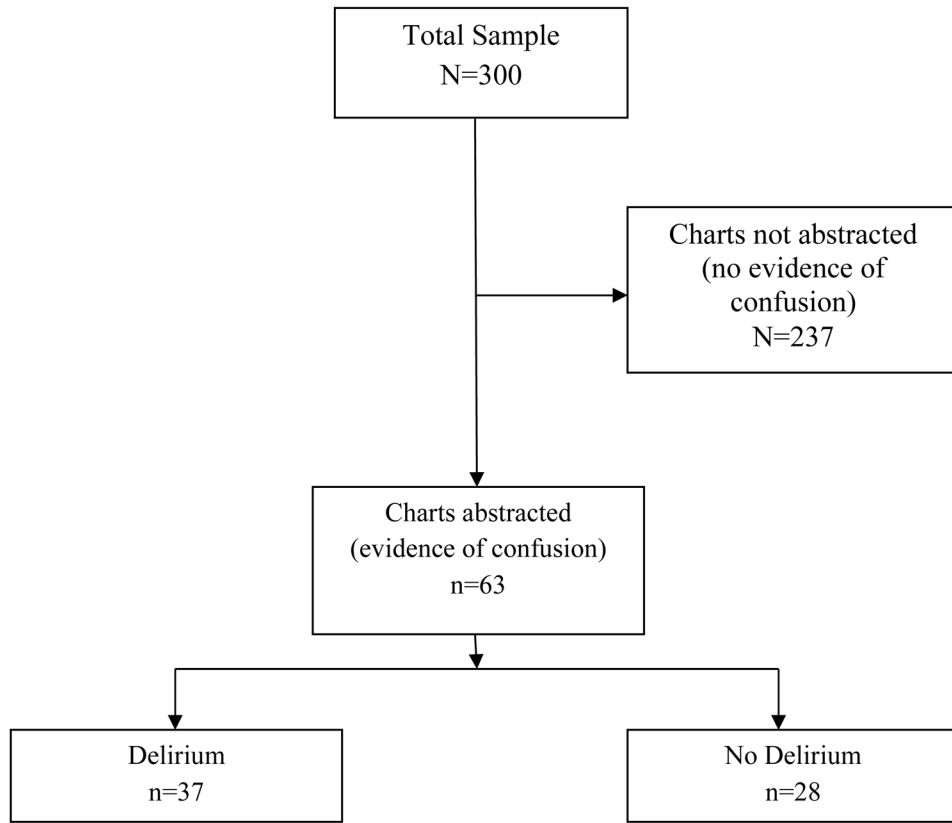 Total Sample
N=300
Charts not abstracted
(no evidence of
confusion)
N=237
Charts abstracted
(evidence of confusion)
n=63
Delirium
n=37
No Delirium
n=28